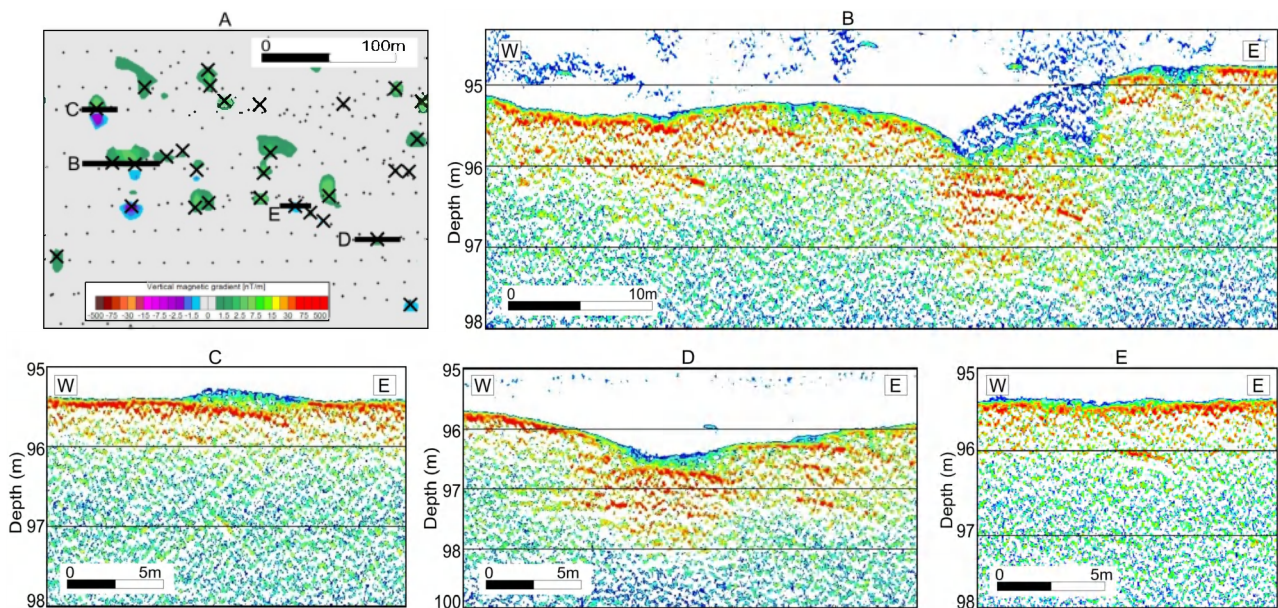 A
0 100m
C
B
E
D
Vertical magnetic gradient [nT/m]
-500 -75 -30 -15 -7.5 -2.5 -1.5 0 1.5 2.5 7.5 15 30 75 500
B
W E
95
96
97
98
Depth (m)
0 10m
C
W E
95
96
97
98
Depth (m)
0 5m
D
W E
95
96
97
98
100
Depth (m)
0 5m
E
W E
95
96
97
98
Depth (m)
0 5m